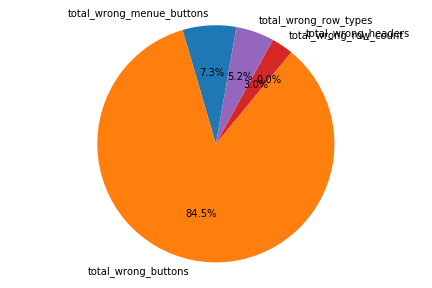 total_wrong_menue_buttons
total_wrong_row_types
total_wrong_headers
total_wrong_row_count
7.3%
5.2%
0.0%
3.0%
84.5%
total_wrong_buttons